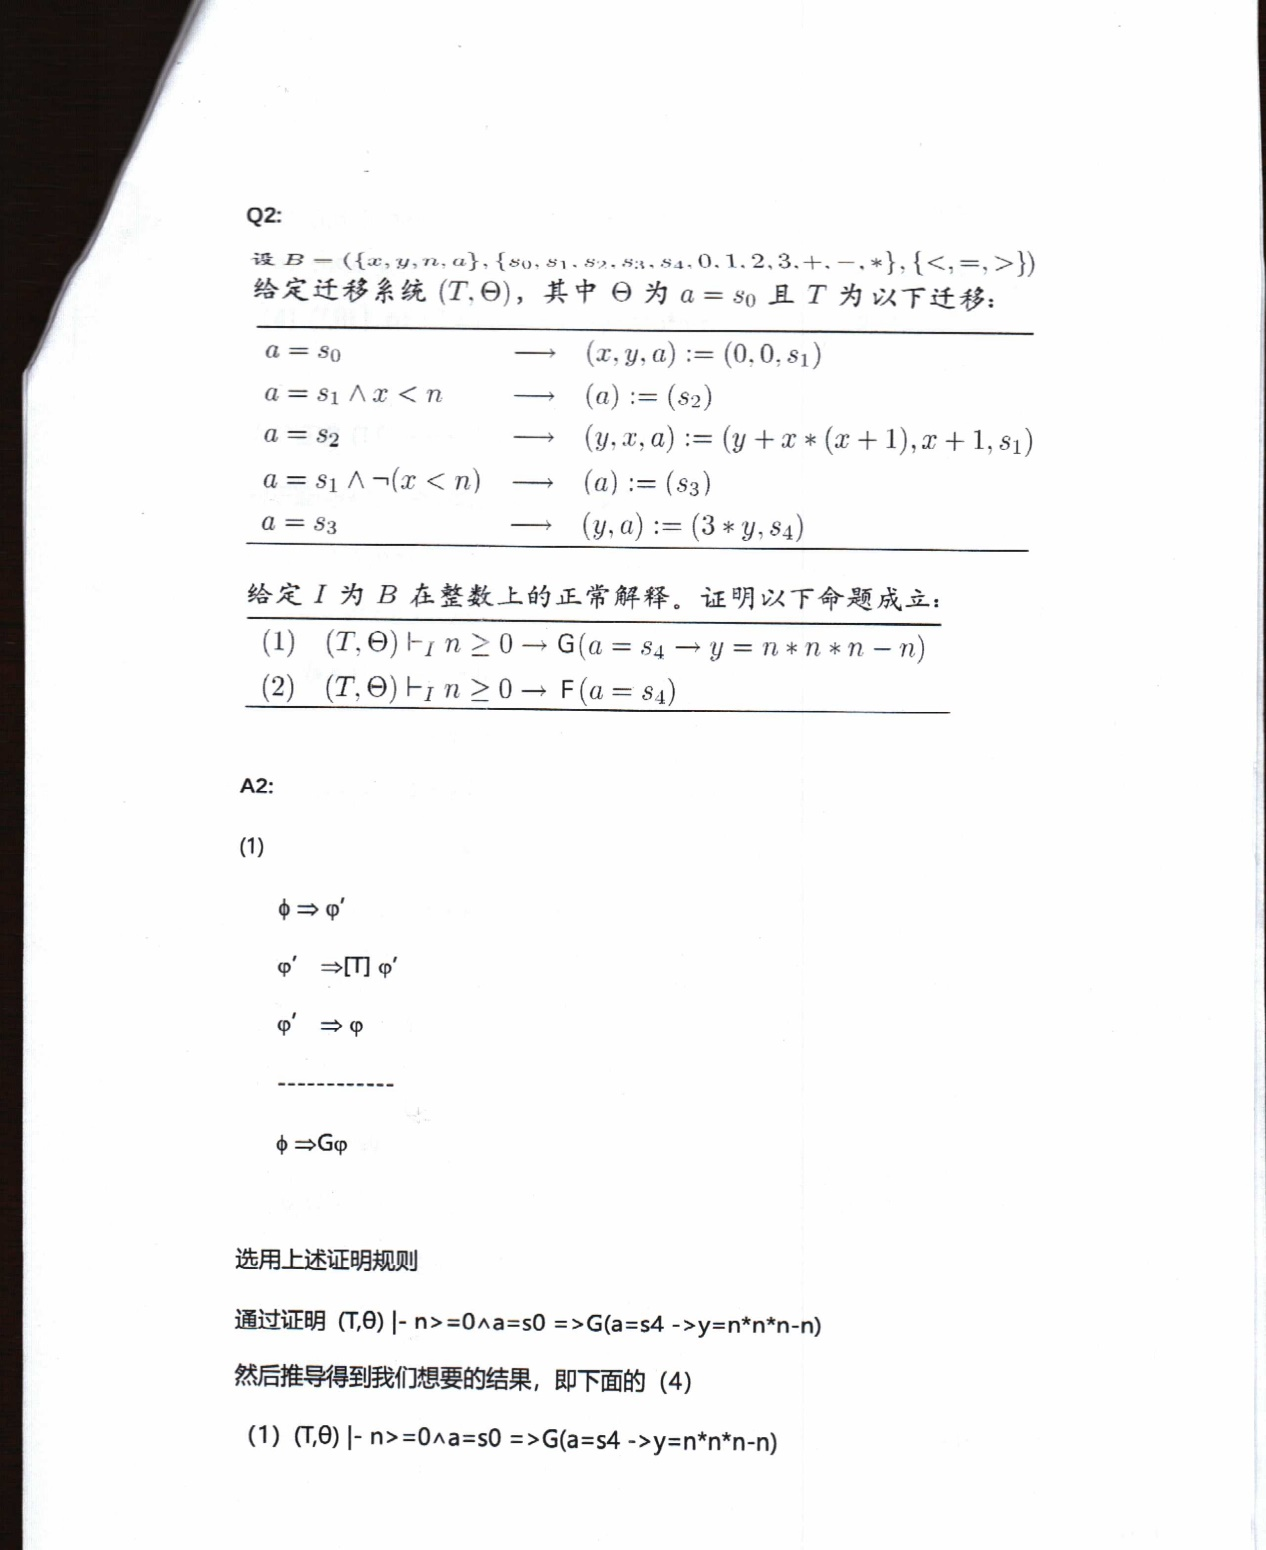 Q2:
设 B = ({x, y, n, a}, {s₀, s₁, s₂, s₃, s₄, 0, 1, 2, 3, +, −, *}, {<, =, >})
给定迁移系统 (T, Θ)，其中 Θ 为 a = s₀ 且 T 为以下迁移：
a = s₀ ⟶ (x, y, a) := (0, 0, s₁)
a = s₁ ∧ x < n ⟶ (a) := (s₂)
a = s₂ ⟶ (y, x, a) := (y + x * (x + 1), x + 1, s₁)
a = s₁ ∧ ¬(x < n) ⟶ (a) := (s₃)
a = s₃ ⟶ (y, a) := (3 * y, s₄)
给定 I 为 B 在整数上的正常解释。证明以下命题成立：
(1) (T, Θ) ⊢I n ≥ 0 → G(a = s₄ → y = n * n * n − n)
(2) (T, Θ) ⊢I n ≥ 0 → F(a = s₄)
A2:
(1)
ϕ ⇒ φ′
φ′ ⇒[T] φ′
φ′ ⇒ φ
------------
ϕ ⇒Gφ
选用上述证明规则
通过证明 (T,θ) |- n>=0∧a=s0 =>G(a=s4 ->y=n*n*n-n)
然后推导得到我们想要的结果，即下面的（4）
（1）(T,θ) |- n>=0∧a=s0 =>G(a=s4 ->y=n*n*n-n)